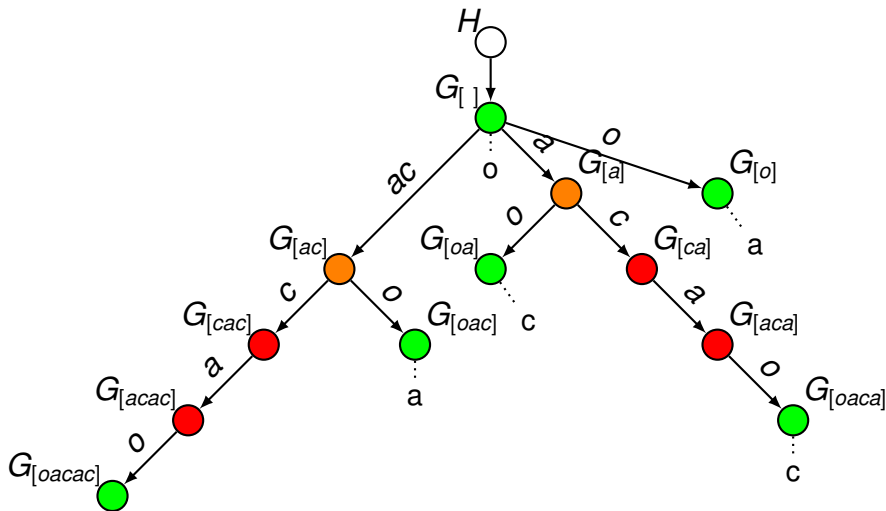 H
G[ ]
o
a
ac
o
G[a]
G[o]
o
c
a
G[ac]
G[oa]
G[ca]
c
o
c
a
G[cac]
G[oac]
G[aca]
a
a
o
G[acac]
G[oaca]
o
c
G[oacac]